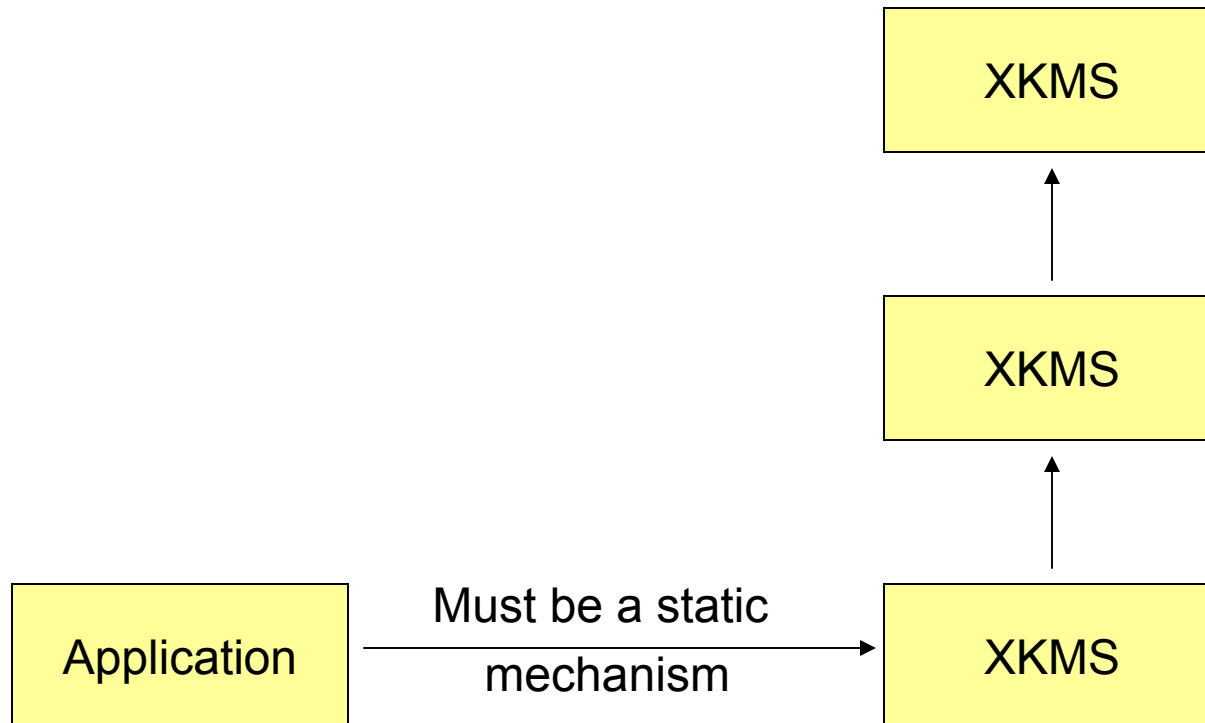 XKMS
XKMS
Must be a static
mechanism
Application
XKMS